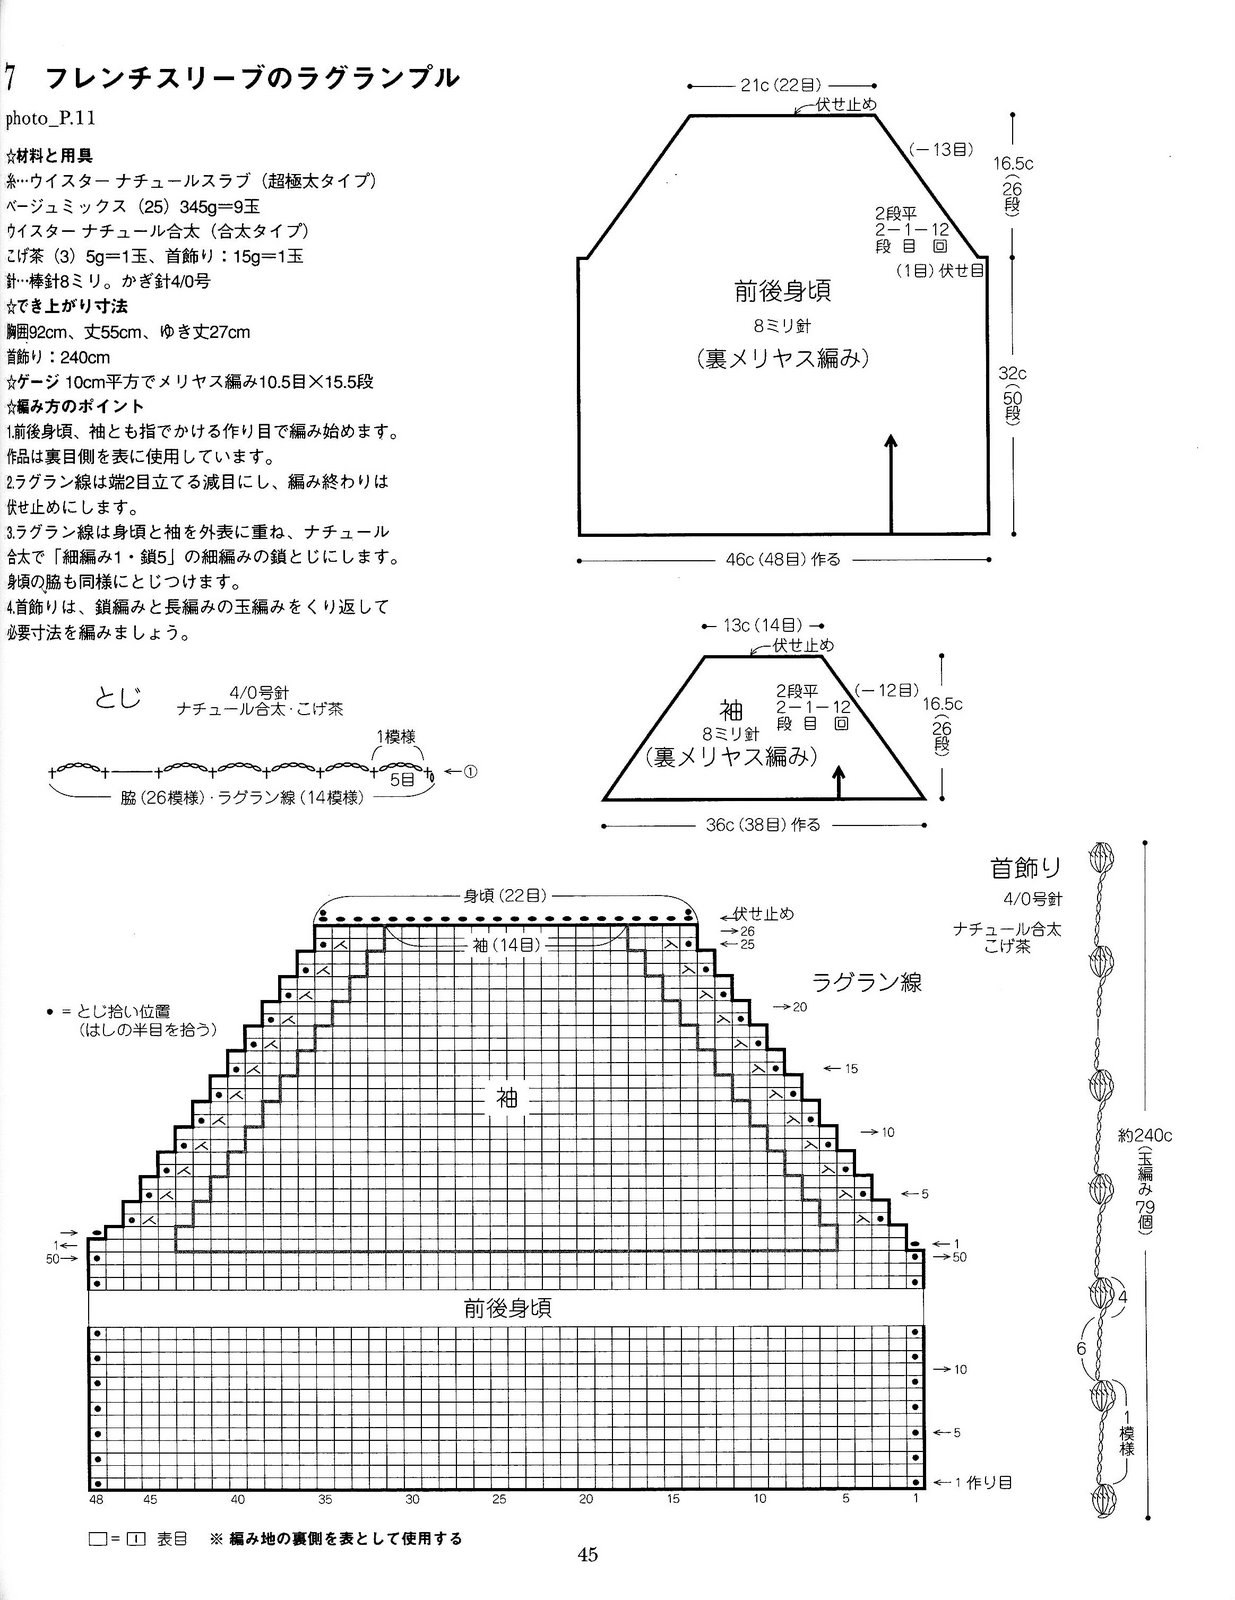 7 フレンチスリーブのラグランプル
photo_P.11
☆材料と用具
糸…ウイスター ナチュールスラブ（超極太タイプ）
ベージュミックス（25）345g＝9玉
ウイスター ナチュール合太（合太タイプ）
こげ茶（3）5g＝1玉、首飾り：15g＝1玉
針…棒針8ミリ。かぎ針4/0号
☆でき上がり寸法
胸囲92cm、丈55cm、ゆき丈27cm
首飾り：240cm
☆ゲージ 10cm平方でメリヤス編み10.5目×15.5段
☆編み方のポイント
1.前後身頃、袖とも指でかける作り目で編み始めます。
作品は裏目側を表に使用しています。
2.ラグラン線は端2目立てる減目にし、編み終わりは
伏せ止めにします。
3.ラグラン線は身頃と袖を外表に重ね、ナチュール
合太で「細編み1・鎖5」の細編みの鎖とじにします。
身頃の脇も同様にとじつけます。
4.首飾りは、鎖編みと長編みの玉編みをくり返して
必要寸法を編みましょう。
21c（22目）
伏せ止め
（－13目）
16.5c
（26段）
2段平
2－1－12
段 目 回
（1目）伏せ目
前後身頃
8ミリ針
（裏メリヤス編み）
32c
（50段）
46c（48目）作る
13c（14目）
伏せ止め
（－12目）
2段平
2－1－12
段 目 回
16.5c
（26段）
袖
8ミリ針
（裏メリヤス編み）
36c（38目）作る
とじ
4/0号針
ナチュール合太・こげ茶
1模様
5目
←①
脇（26模様）・ラグラン線（14模様）
身頃（22目）
←伏せ止め
→26
←25
袖（14目）
ラグラン線
→20
←15
→10
←5
←1
→50
● ＝とじ拾い位置
（はしの半目を拾う）
袖
→
1←
50→
前後身頃
→10
←5
←1 作り目
48 45 40 35 30 25 20 15 10 5 1
□＝I 表目 ※ 編み地の裏側を表として使用する
首飾り
4/0号針
ナチュール合太
こげ茶
約240c
（玉編み79個）
4
6
1模様
45